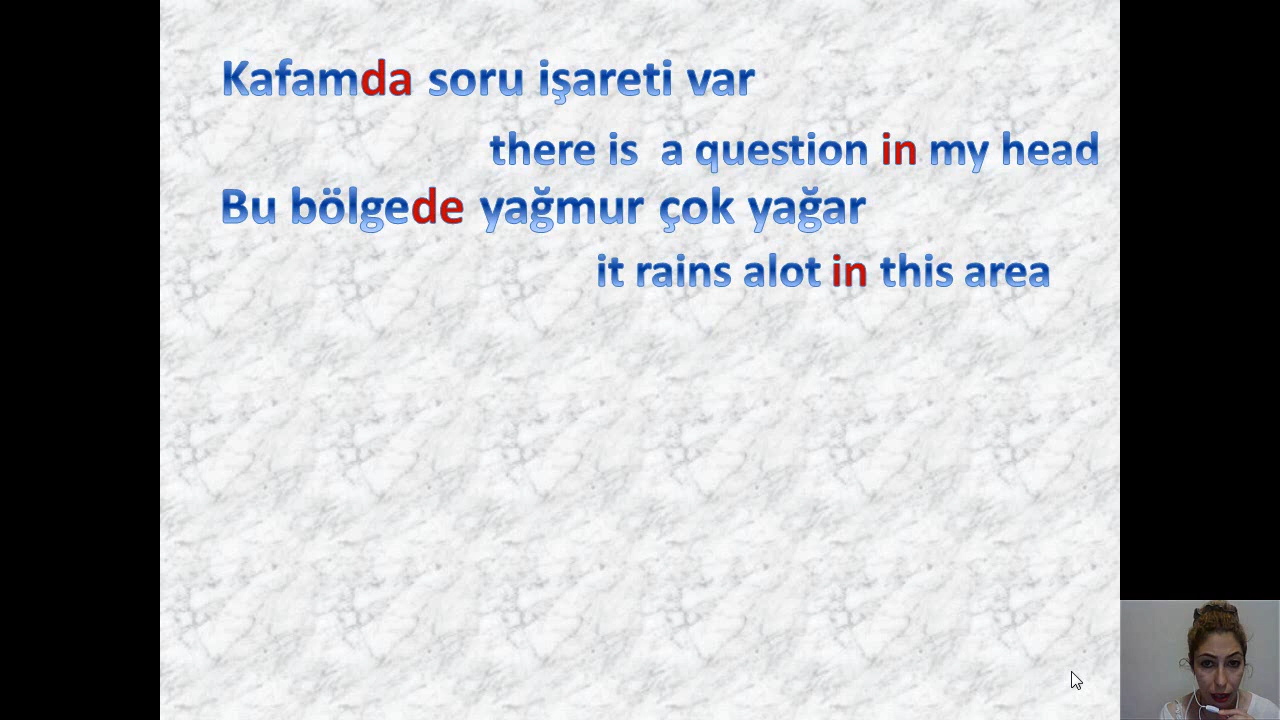 Kafamda soru işareti var
there is a question in my head
Bu bölgede yağmur çok yağar
it rains alot in this area